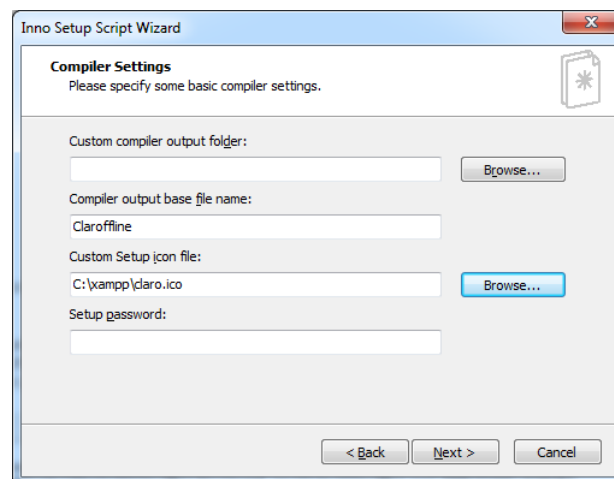 Inno Setup Script Wizard
Compiler Settings
Please specify some basic compiler settings.
Custom compiler output folder:
Browse...
Compiler output base file name:
Claroffline
Custom Setup icon file:
C:\xampp\claro.ico
Browse...
Setup password:
< Back
Next >
Cancel